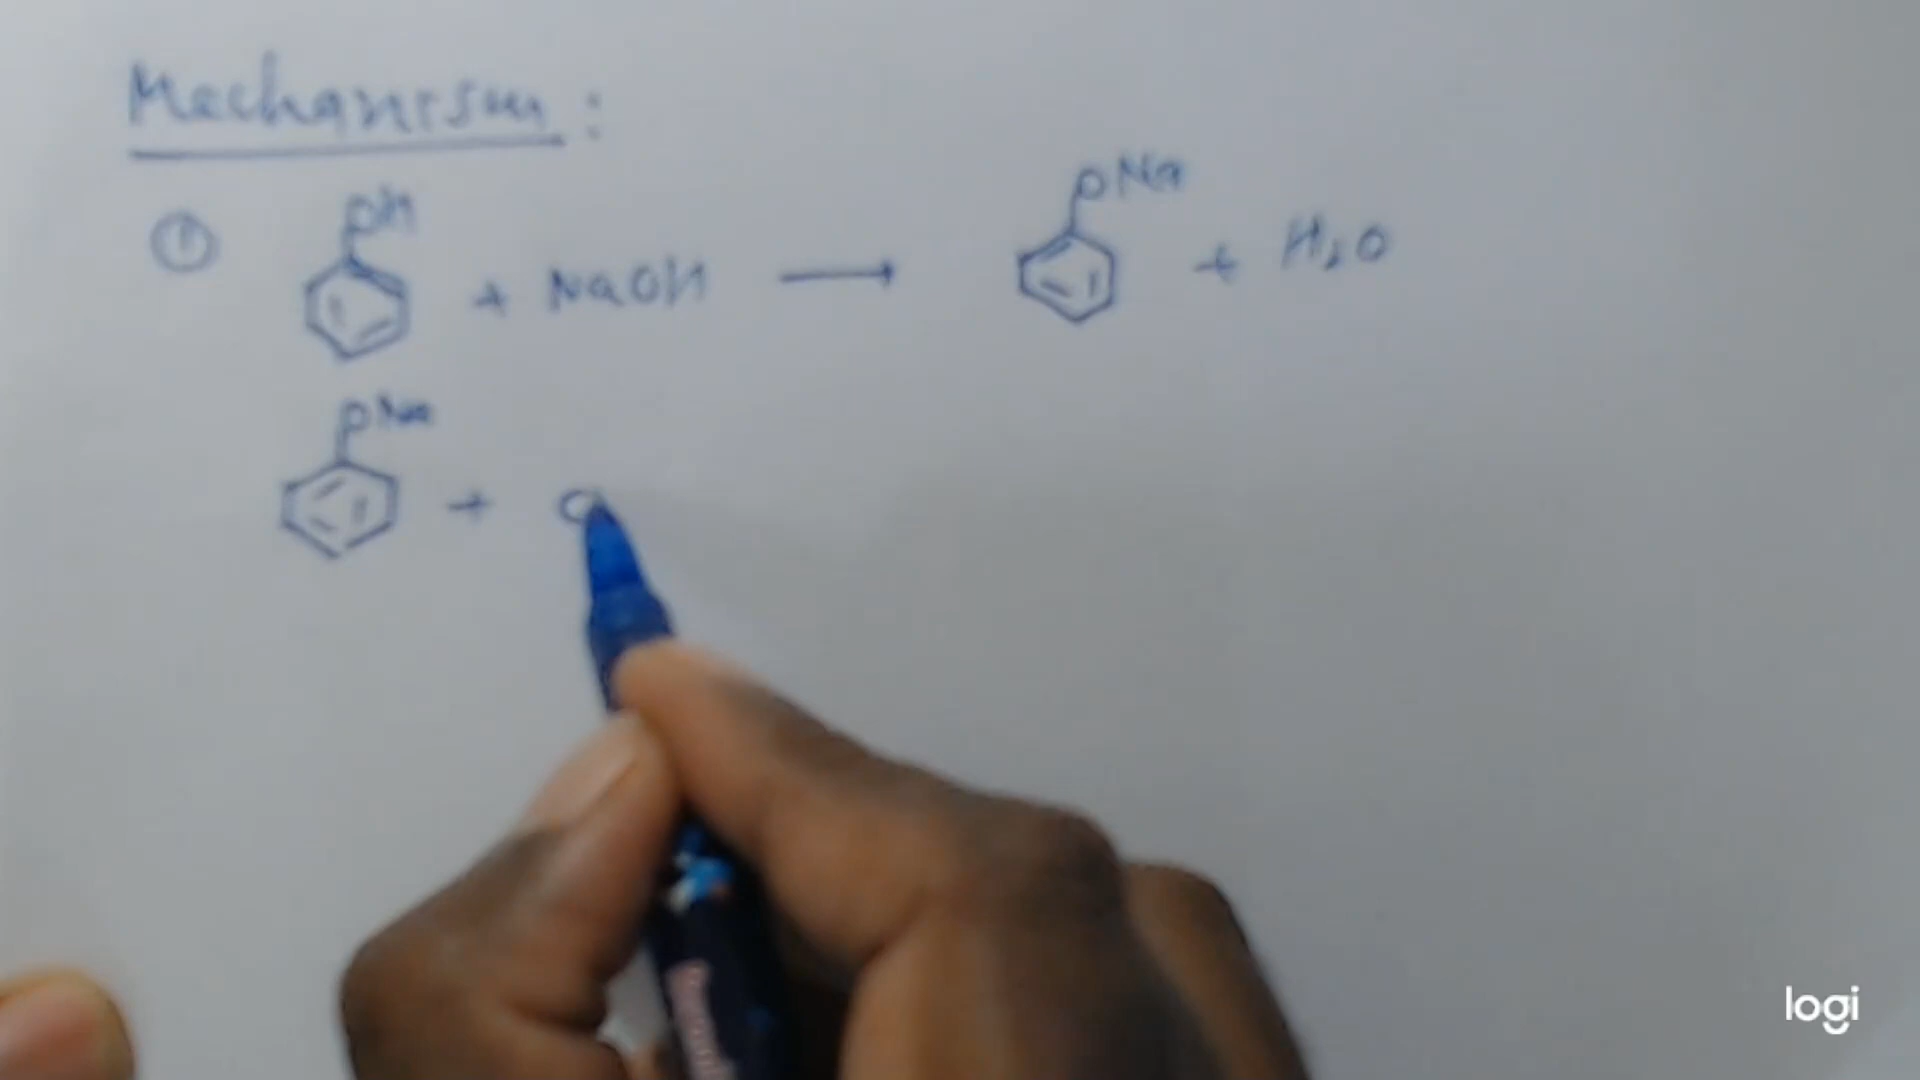 Mechanism :
① OH + NaOH ⟶ ONa + H₂O
ONa + C
logi